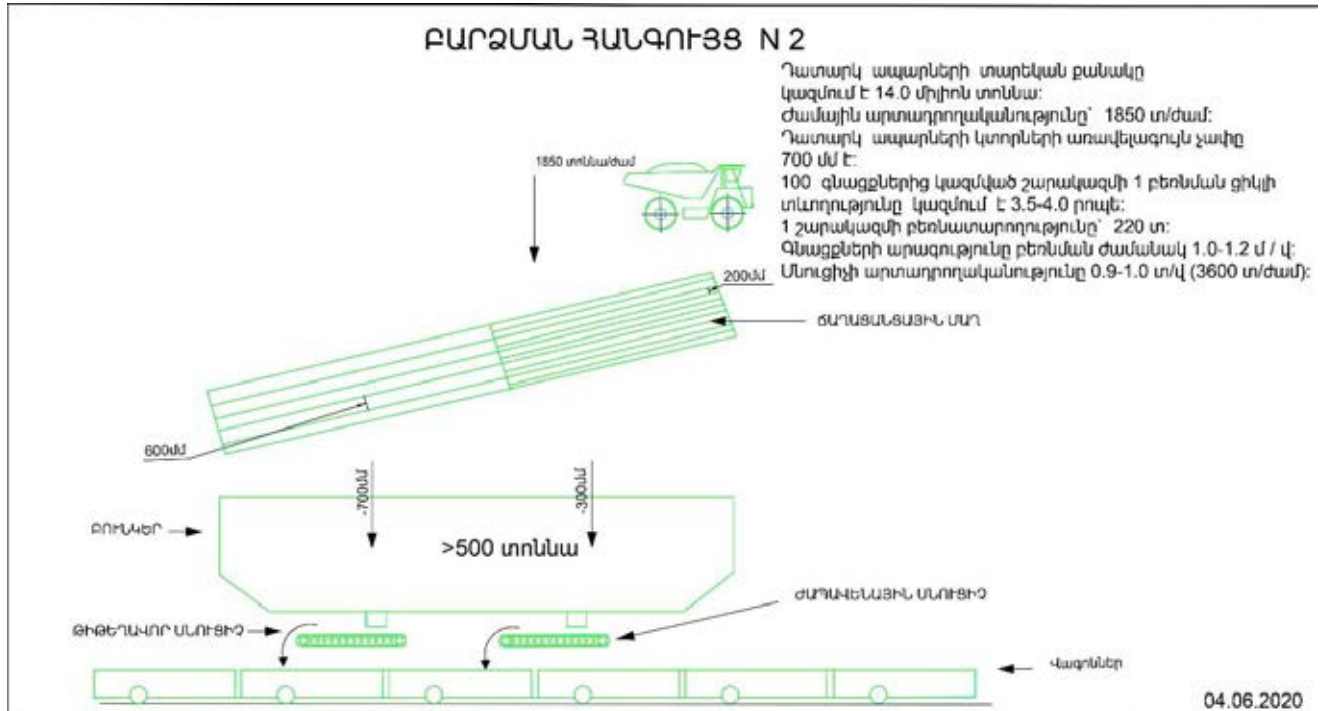 ԲԱՐՁՄԱՆ ՀԱՆԳՈՒՅՑ N 2
Դատարկ ապարների տարեկան քանակը
կազմում է 14.0 միլիոն տոննա:
Ժամային արտադրողականությունը՝ 1850 տ/ժամ:
Դատարկ ապարների կտորների առավելագույն չափը
700 մմ է:
100 գնացքներից կազմված շարակազմի 1 բեռնման ցիկլի
տևողությունը կազմում է 3.5-4.0 րոպե:
1 շարակազմի բեռնատարողությունը՝ 220 տ:
Գնացքների արագությունը բեռնման ժամանակ 1.0-1.2 մ / վ:
Սնուցիչի արտադրողականությունը 0.9-1.0 տ/վ (3600 տ/ժամ):
1850 տոննա/ժամ
200մմ
ՃԱՂԱՑԱՆՑԱՅԻՆ ՄԱՂ
600մմ
-700մմ
-300մմ
ԲՈՒՆԿԵՐ
>500 տոննա
ԺԱՊԱՎԵՆԱՅԻՆ ՍՆՈՒՑԻՉ
ԹԻԹԵՂԱՎՈՐ ՍՆՈՒՑԻՉ
Վագոններ
04.06.2020